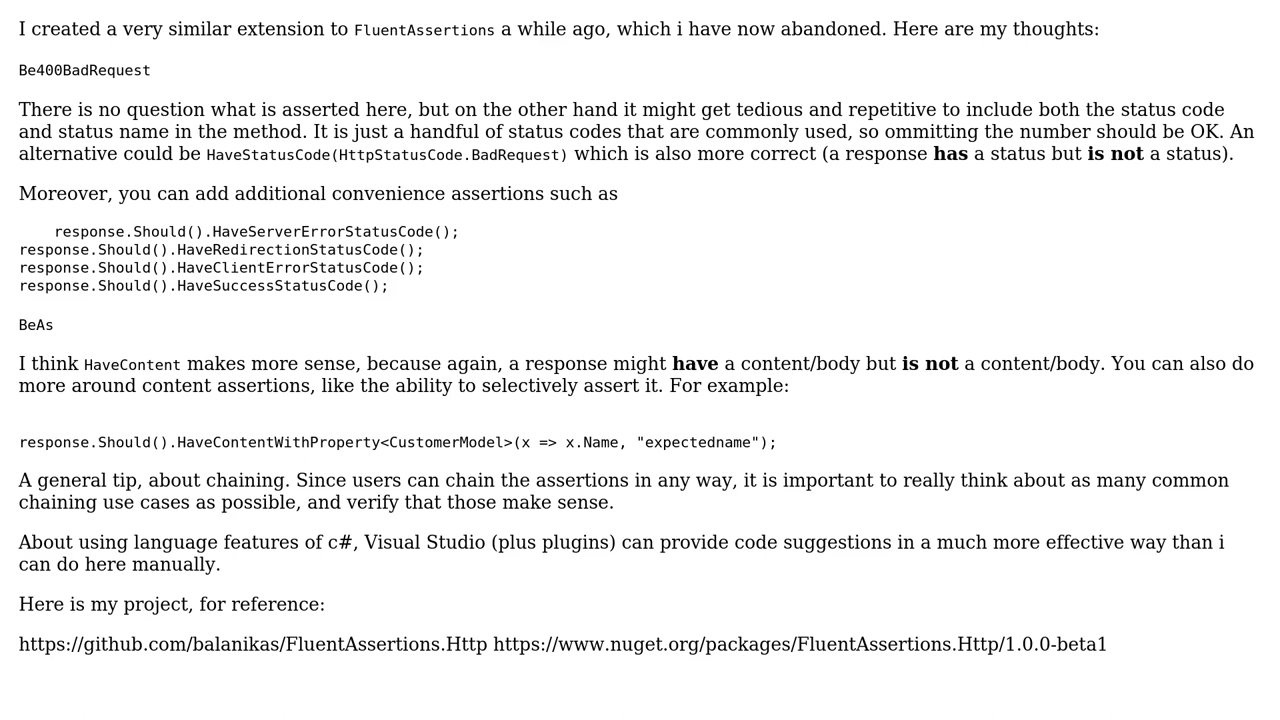 I created a very similar extension to FluentAssertions a while ago, which i have now abandoned. Here are my thoughts:
Be400BadRequest
There is no question what is asserted here, but on the other hand it might get tedious and repetitive to include both the status code
and status name in the method. It is just a handful of status codes that are commonly used, so ommitting the number should be OK. An
alternative could be HaveStatusCode(HttpStatusCode.BadRequest) which is also more correct (a response has a status but is not a status).
Moreover, you can add additional convenience assertions such as
response.Should().HaveServerErrorStatusCode();
response.Should().HaveRedirectionStatusCode();
response.Should().HaveClientErrorStatusCode();
response.Should().HaveSuccessStatusCode();
BeAs
I think HaveContent makes more sense, because again, a response might have a content/body but is not a content/body. You can also do
more around content assertions, like the ability to selectively assert it. For example:
response.Should().HaveContentWithProperty<CustomerModel>(x => x.Name, "expectedname");
A general tip, about chaining. Since users can chain the assertions in any way, it is important to really think about as many common
chaining use cases as possible, and verify that those make sense.
About using language features of c#, Visual Studio (plus plugins) can provide code suggestions in a much more effective way than i
can do here manually.
Here is my project, for reference:
https://github.com/balanikas/FluentAssertions.Http https://www.nuget.org/packages/FluentAssertions.Http/1.0.0-beta1